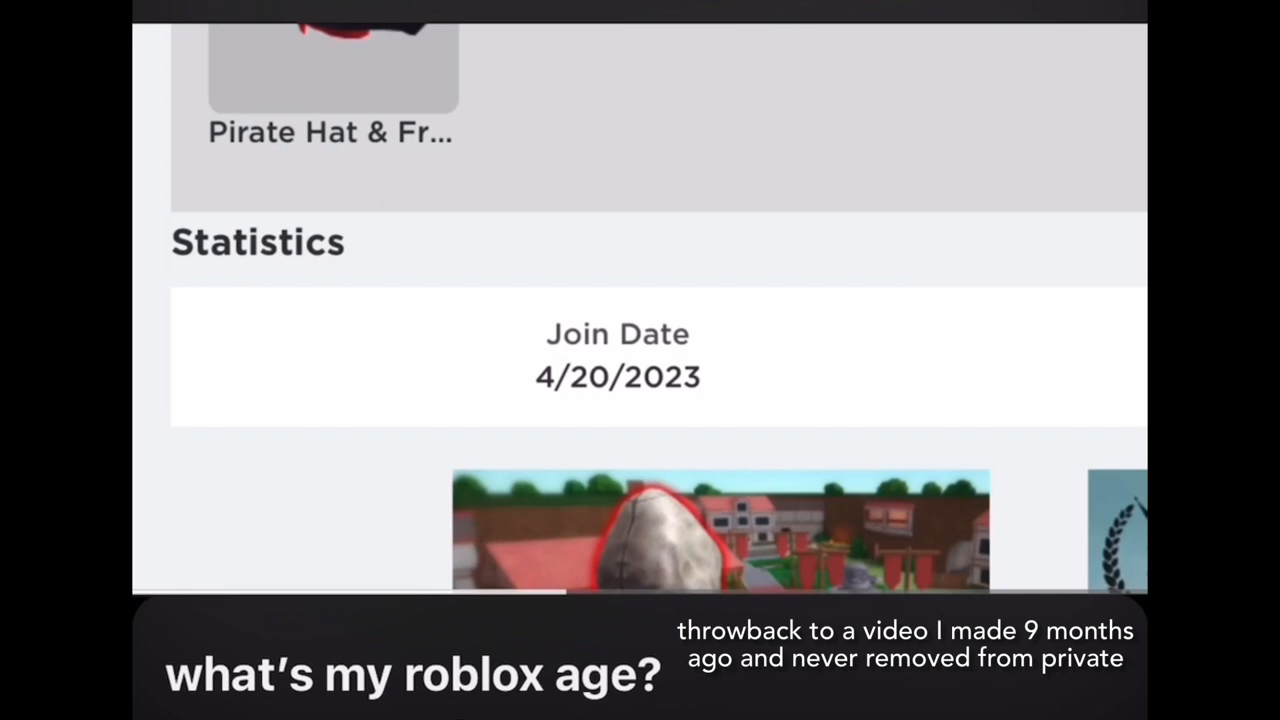 Pirate Hat & Fr...
Statistics
Join Date
4/20/2023
throwback to a video I made 9 months
ago and never removed from private
what's my roblox age?